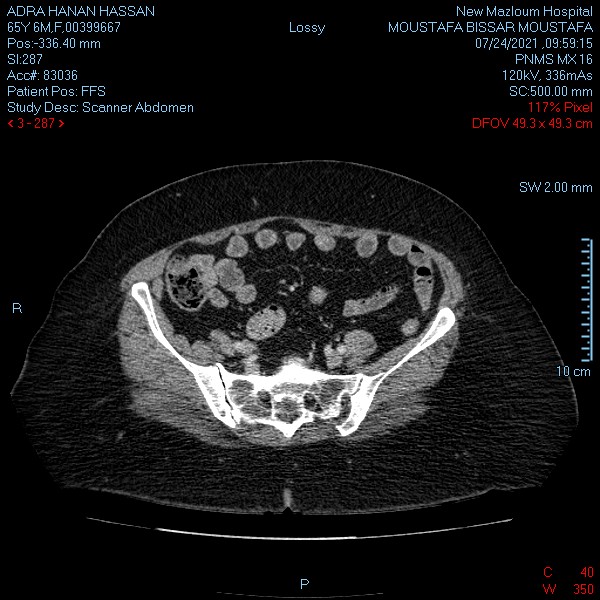 ADRA HANAN HASSAN
65Y 6M,F,00399667
Pos:-336.40 mm
SI:287
Acc#: 83036
Patient Pos: FFS
Study Desc: Scanner Abdomen
< 3 - 287 >
Lossy
New Mazloum Hospital
MOUSTAFA BISSAR MOUSTAFA
07/24/2021 ,09:59:15
PNMS MX 16
120kV, 336mAs
SC:500.00 mm
117% Pixel
DFOV 49.3 x 49.3 cm
SW 2.00 mm
R
10 cm
P
C 40
W 350